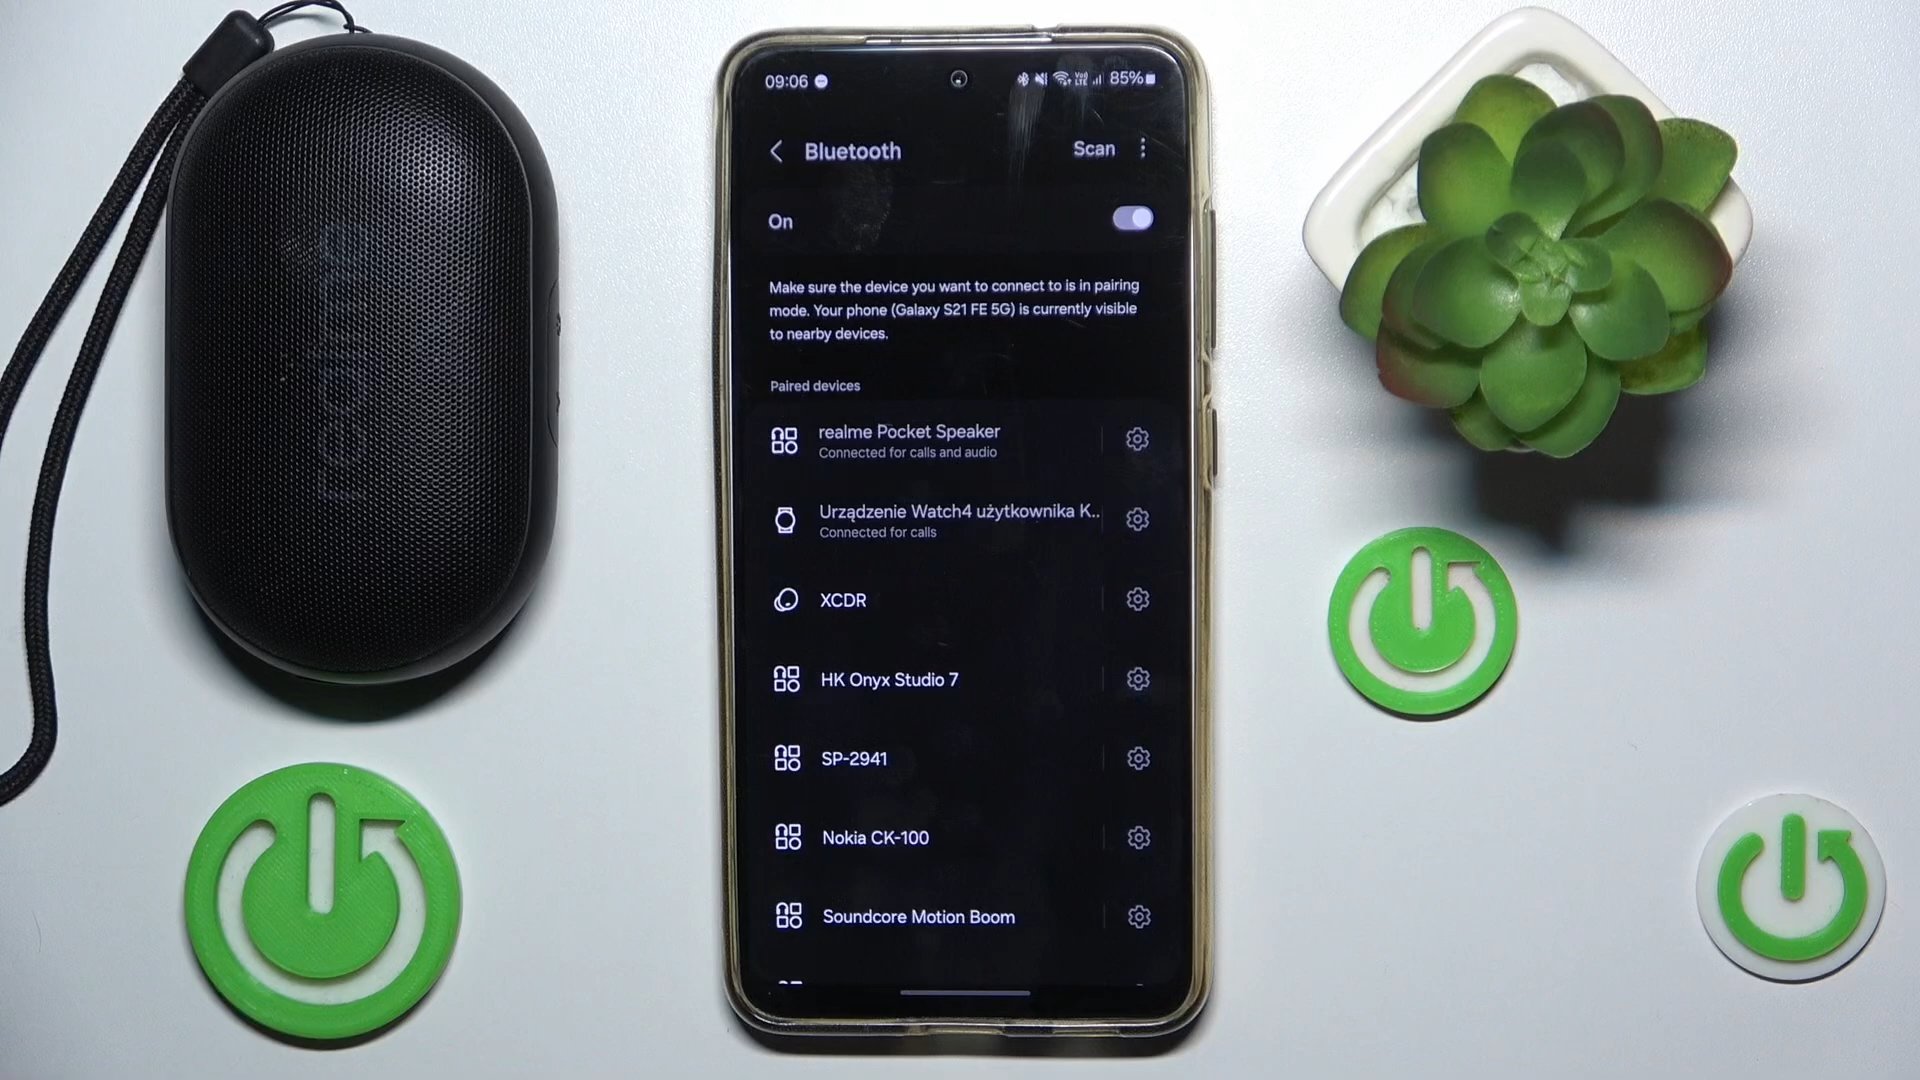 realme
09:06
85%
Bluetooth
Scan
On
Make sure the device you want to connect to is in pairing
mode. Your phone (Galaxy S21 FE 5G) is currently visible
to nearby devices.
Paired devices
realme Pocket Speaker
Connected for calls and audio
Urządzenie Watch4 użytkownika K..
Connected for calls
XCDR
HK Onyx Studio 7
SP-2941
Nokia CK-100
Soundcore Motion Boom